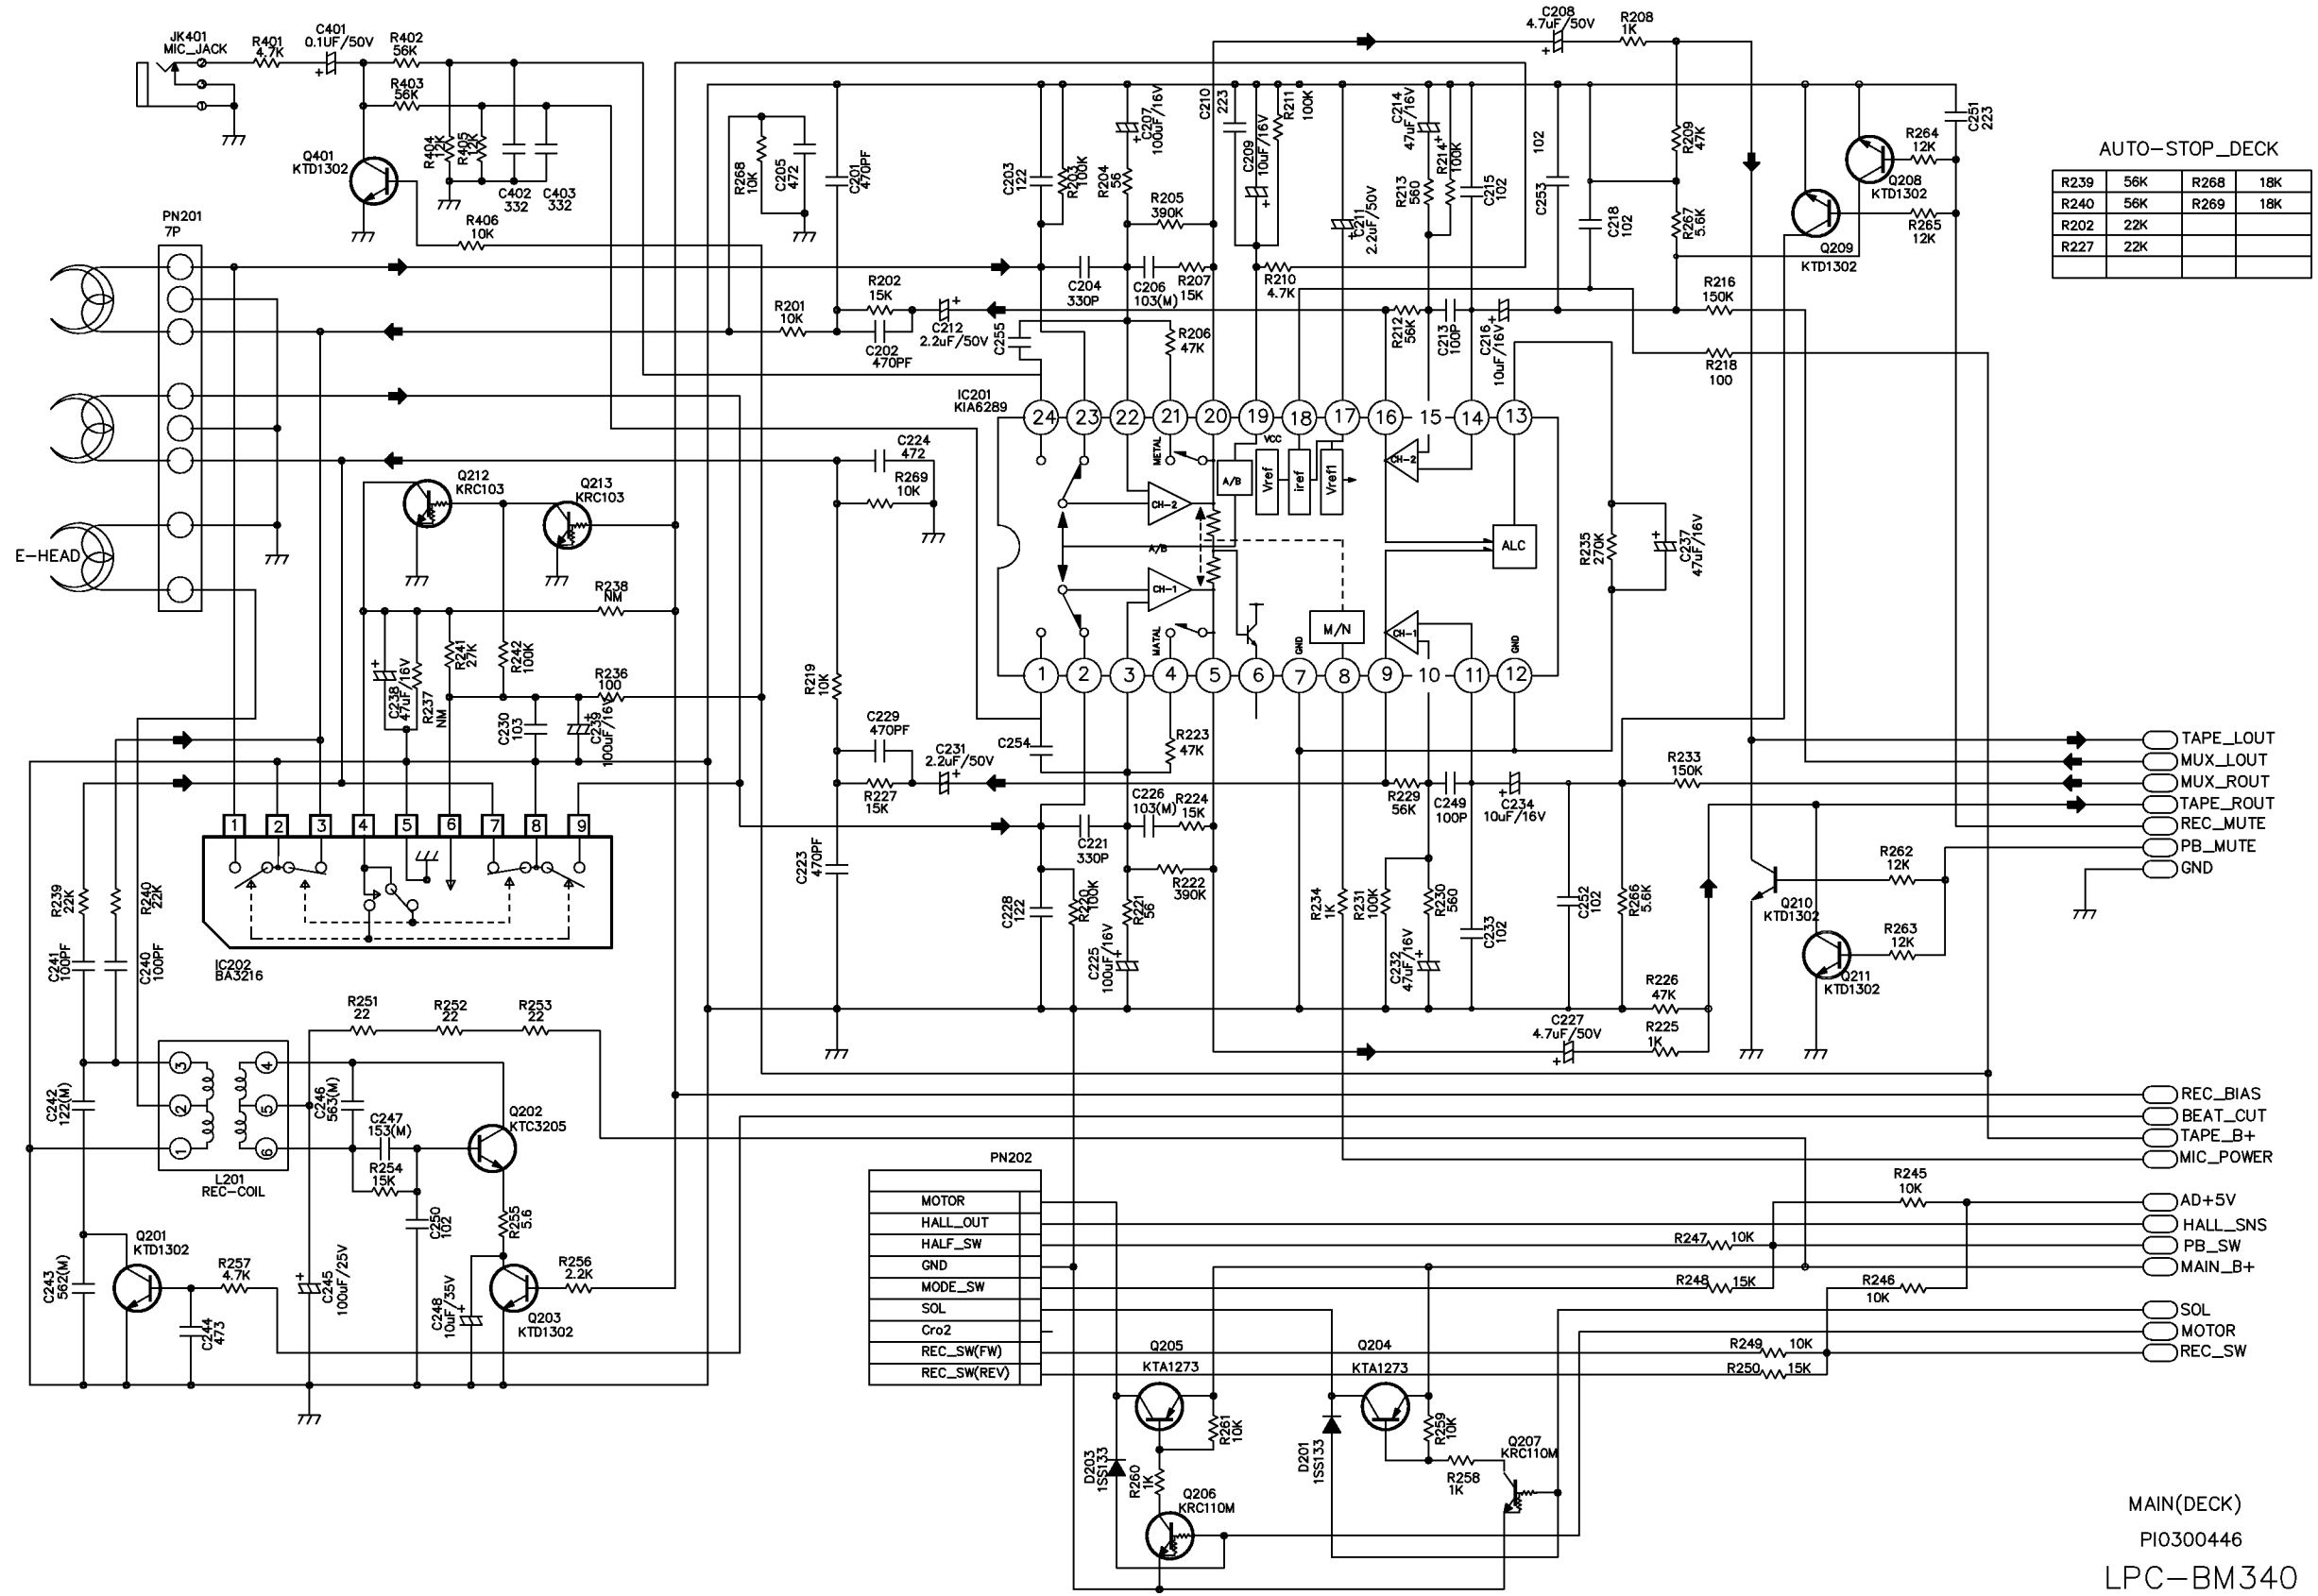 JK401
MIC_JACK
R401
4.7K
C401
0.1UF/50V
R402
56K
R403
56K
R404
12K
R405
12K
C402
332
C403
332
Q401
KTD1302
R406
10K
PN201
7P
E-HEAD
R268
10K
C205
472
C201
470PF
R201
10K
R202
15K
C202
470PF
C212
2.2uF/50V
C203
122
R203
100K
R204
56
C207
100uF/16V
R205
390K
C204
330P
C206
103(M)
R207
15K
C255
R206
47K
C210
223
C209
10uF/16V
R211
100K
R210
4.7K
C211
2.2uF/50V
C214
47uF/16V
R213
560
R214
100K
C215
102
C253
102
C218
102
R212
56K
C213
100P
C216
10uF/16V
C208
4.7uF/50V
R208
1K
R209
47K
R267
5.6K
R216
150K
R218
100
Q208
KTD1302
Q209
KTD1302
R264
12K
R265
12K
C251
223
AUTO-STOP_DECK
R239 56K R268 18K
R240 56K R269 18K
R202 22K
R227 22K
IC201
KIA6289
24 23 22 21 20 19 18 17 16 15 14 13
METAL
VCC
A/B
Vref
iref
Vref1
CH-2
CH-2
A/B
ALC
CH-1
CH-1
MATAL
M/N
GND
GND
1 2 3 4 5 6 7 8 9 10 11 12
R235
270K
C237
47uF/16V
Q212
KRC103
Q213
KRC103
C224
472
R269
10K
R238
NM
C238
47uF/16V
R237
NM
R241
27K
R242
100K
R236
100
C230
103
C239
100uF/16V
R219
10K
C229
470PF
R227
15K
C231
2.2uF/50V
C223
470PF
C254
R223
47K
C226
103(M)
R224
15K
C221
330P
R222
390K
C228
122
R220
100K
R221
56
C225
100uF/16V
R229
56K
C249
100P
C234
10uF/16V
R234
1K
R231
100K
R230
560
C232
47uF/16V
C233
102
C252
102
R266
5.6K
R233
150K
R226
47K
R225
1K
C227
4.7uF/50V
Q210
KTD1302
Q211
KTD1302
R262
12K
R263
12K
TAPE_LOUT
MUX_LOUT
MUX_ROUT
TAPE_ROUT
REC_MUTE
PB_MUTE
GND
1 2 3 4 5 6 7 8 9
IC202
BA3216
R239
22K
R240
22K
C241
100PF
C240
100PF
R251
22
R252
22
R253
22
3
2
1
4
5
6
L201
REC-COIL
C242
122(M)
C246
563(M)
C247
153(M)
R254
15K
Q202
KTC3205
C250
102
R255
5.6
Q201
KTD1302
C243
562(M)
R257
4.7K
C244
473
C245
100uF/25V
C248
10uF/35V
Q203
KTD1302
R256
2.2K
REC_BIAS
BEAT_CUT
TAPE_B+
MIC_POWER
AD+5V
HALL_SNS
PB_SW
MAIN_B+
SOL
MOTOR
REC_SW
PN202
MOTOR
HALL_OUT
HALF_SW
GND
MODE_SW
SOL
Cro2
REC_SW(FW)
REC_SW(REV)
R245
10K
R247 10K
R248 15K
R246
10K
R249 10K
R250 15K
Q205
KTA1273
Q204
KTA1273
R261
10K
R259
10K
D203
1SS133
R260
1K
D201
1SS133
R258
1K
Q207
KRC110M
Q206
KRC110M
MAIN(DECK)
PI0300446
LPC-BM340